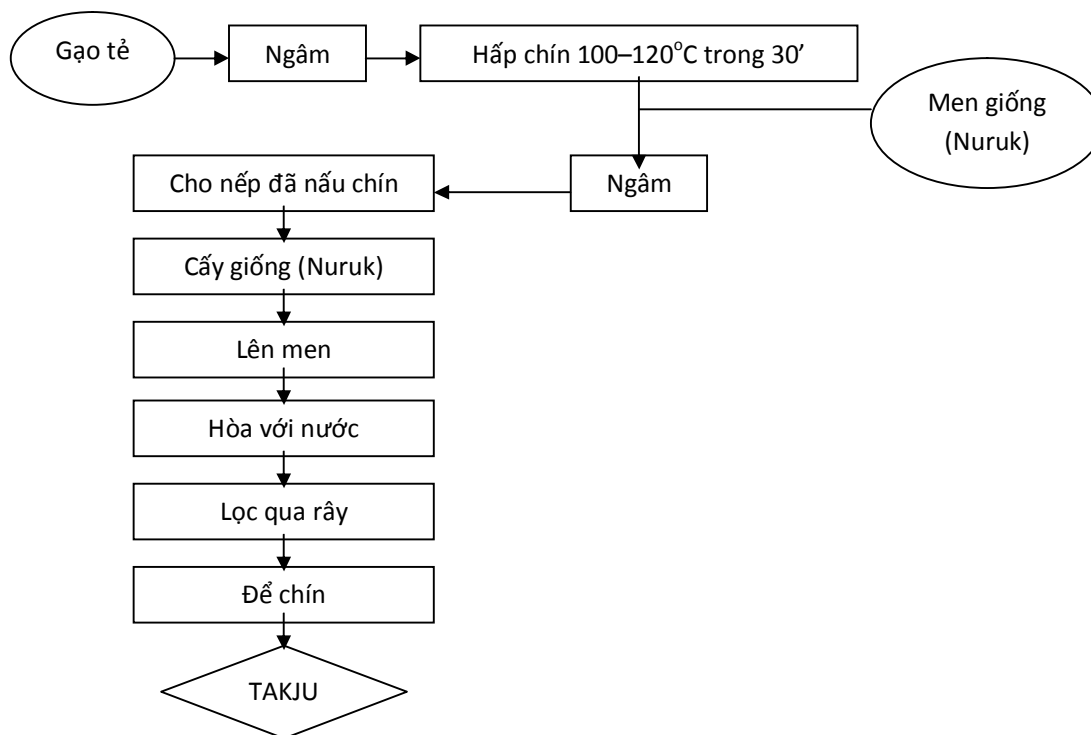 Gạo tẻ
Ngâm
Hấp chín 100–120°C trong 30’
Men giống
(Nuruk)
Ngâm
Cho nếp đã nấu chín
Cấy giống (Nuruk)
Lên men
Hòa với nước
Lọc qua rây
Để chín
TAKJU